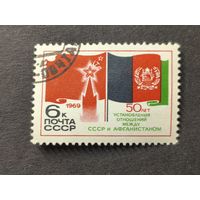 1969
6к
ПОЧТА
СССР
50 ЛЕТ
УСТАНОВЛЕНИЯ
ОТНОШЕНИЙ
МЕЖДУ
СССР и АФГАНИСТАНОМ